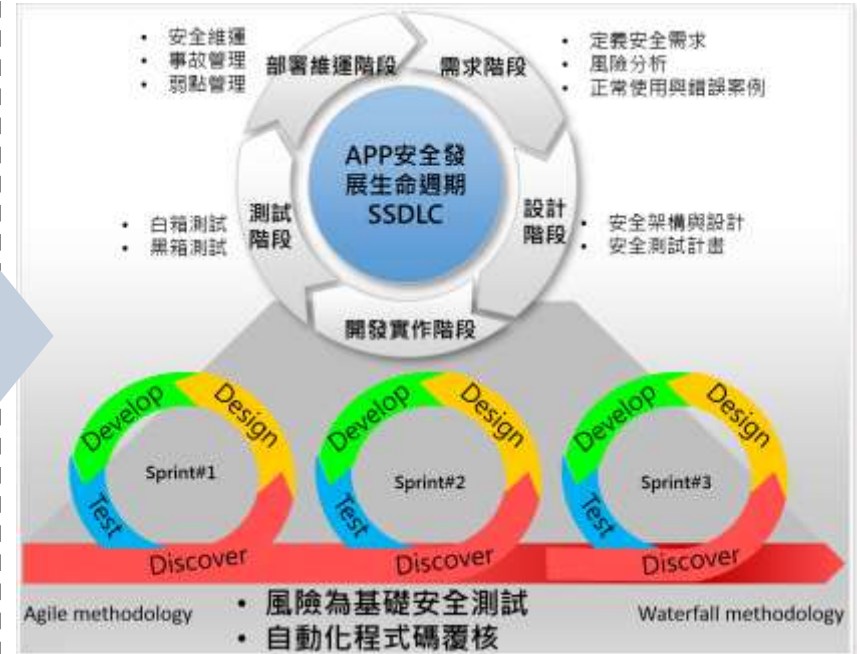 • 安全維運
• 事故管理
• 弱點管理
部署維運階段
需求階段
• 定義安全需求
• 風險分析
• 正常使用與錯誤案例
APP安全發
展生命週期
SSDLC
• 白箱測試
• 黑箱測試
測試
階段
設計
階段
• 安全架構與設計
• 安全測試計畫
開發實作階段
Develop
Design
Sprint#1
Test
Discover
Develop
Design
Sprint#2
Test
Discover
Develop
Design
Sprint#3
Test
Discover
Agile methodology
• 風險為基礎安全測試
• 自動化程式碼覆核
Waterfall methodology